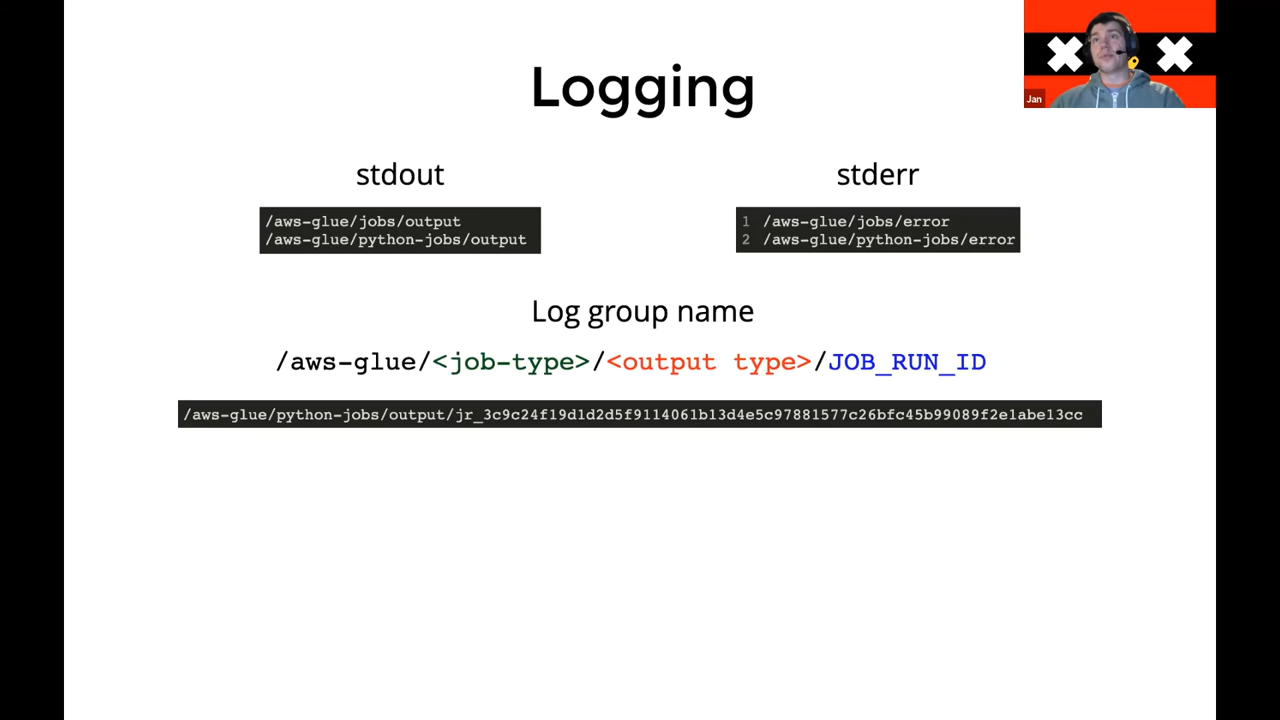 Logging
Jan
stdout
/aws-glue/jobs/output
/aws-glue/python-jobs/output
stderr
1 /aws-glue/jobs/error
2 /aws-glue/python-jobs/error
Log group name
/aws-glue/<job-type>/<output type>/JOB_RUN_ID
/aws-glue/python-jobs/output/jr_3c9c24f19d1d2d5f9114061b13d4e5c97881577c26bfc45b99089f2e1abe13cc